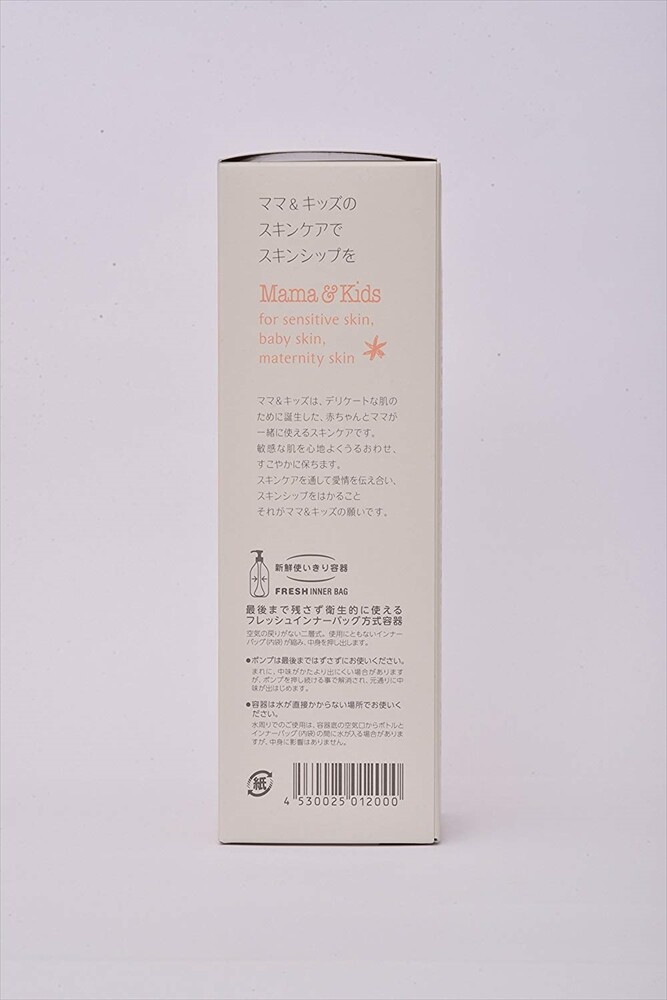 ママ&キッズの
スキンケアで
スキンシップを
Mama & Kids
for sensitive skin,
baby skin,
maternity skin
ママ&キッズは、デリケートな肌の
ために誕生した、赤ちゃんとママが
一緒に使えるスキンケアです。
敏感な肌を心地よくうるおわせ、
すこやかに保ちます。
スキンケアを通して愛情を伝え合い、
スキンシップをはかること
それがママ&キッズの願いです。
新鮮使いきり容器
FRESH INNER BAG
最後まで残さず衛生的に使える
フレッシュインナーバッグ方式容器
空気の戻りがない二層式。使用にともないインナー
バッグ(内袋)が縮み、中身を押し出します。
●ポンプは最後まではずさずにお使いください。
まれに、中味がかたより出にくい場合があります
が、ポンプを押し続ける事で解消され、元通りに中
味が出はじめます。
●容器は水が直接かからない場所でお使いく
ださい。
水周りでのご使用は、容器底の空気口からボトルと
インナーバッグ(内袋)の間に水が入る場合がありま
すが、中身に影響はありません。
紙
4 530025 012000